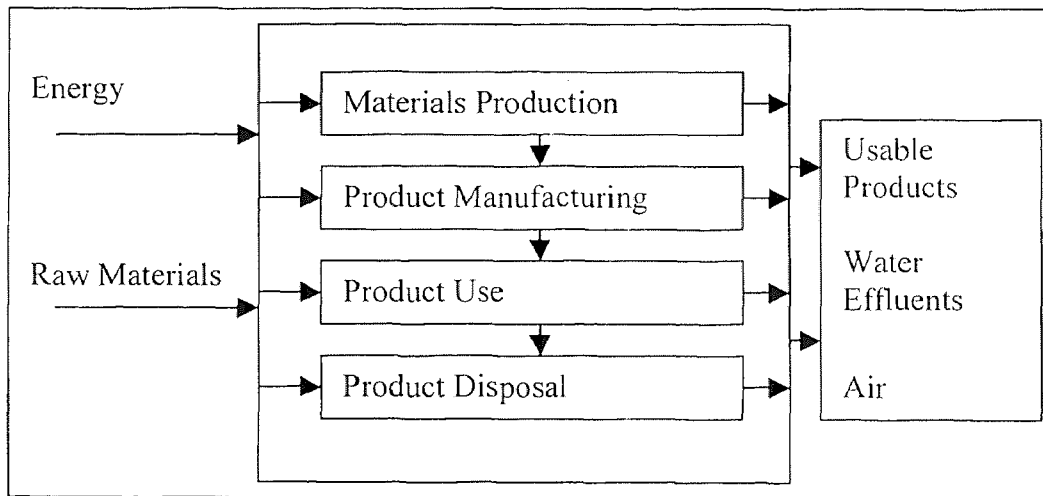 Energy
Raw Materials
Materials Production
Product Manufacturing
Product Use
Product Disposal
Usable
Products
Water
Effluents
Air